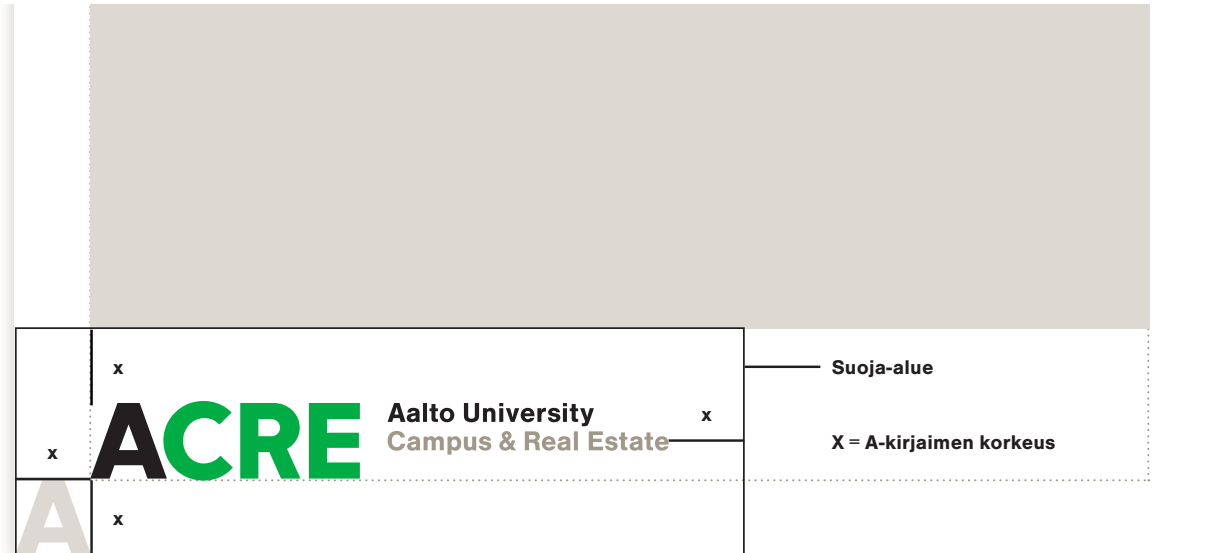 x
Suoja-alue
ACRE
Aalto University
x
Campus & Real Estate
X = A-kirjaimen korkeus
x
A
x